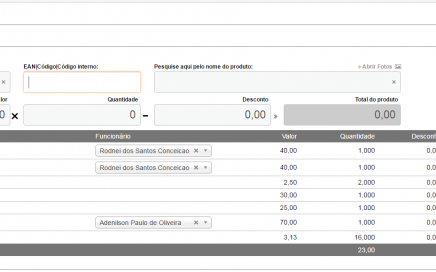 EAN|Código|Código interno: Pesquise aqui pelo nome do produto: » Abrir Fotos
× ×
lor Quantidade Desconto Total do produto
0 × 0 − 0,00 » 0,00
Funcionário Valor Quantidade Descont
Rodnei dos Santos Conceicao × 40,00 1,000 0,0
Rodnei dos Santos Conceicao × 40,00 1,000 0,0
2,50 2,000 0,0
30,00 1,000 0,0
25,00 1,000 0,0
Adenilson Paulo de Oliveira × 70,00 1,000 0,0
3,13 16,000 0,0
23,00